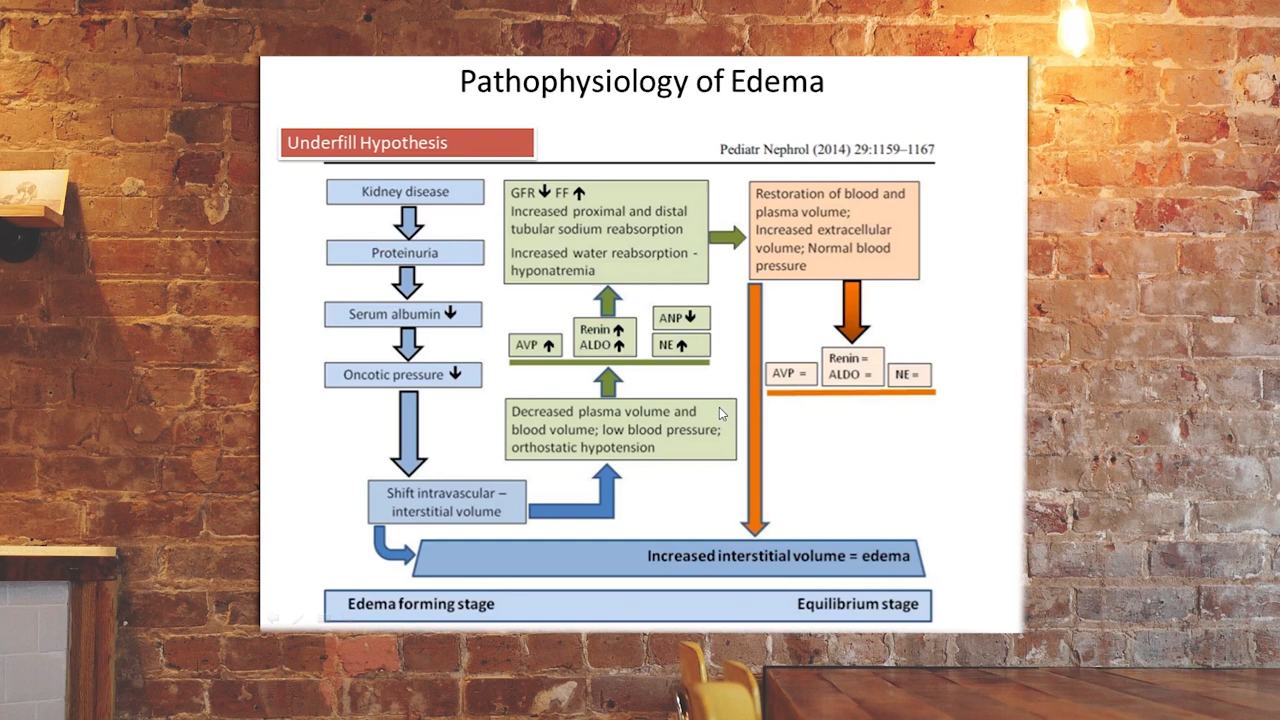 Pathophysiology of Edema
Underfill Hypothesis
Pediatr Nephrol (2014) 29:1159–1167
Kidney disease
Proteinuria
Serum albumin ↓
Oncotic pressure ↓
Shift intravascular –
interstitial volume
GFR ↓ FF ↑
Increased proximal and distal
tubular sodium reabsorption
Increased water reabsorption -
hyponatremia
AVP ↑
Renin ↑
ALDO ↑
ANP ↓
NE ↑
Decreased plasma volume and
blood volume; low blood pressure;
orthostatic hypotension
Restoration of blood and
plasma volume;
Increased extracellular
volume; Normal blood
pressure
AVP =
Renin =
ALDO =
NE =
Increased interstitial volume = edema
Edema forming stage
Equilibrium stage